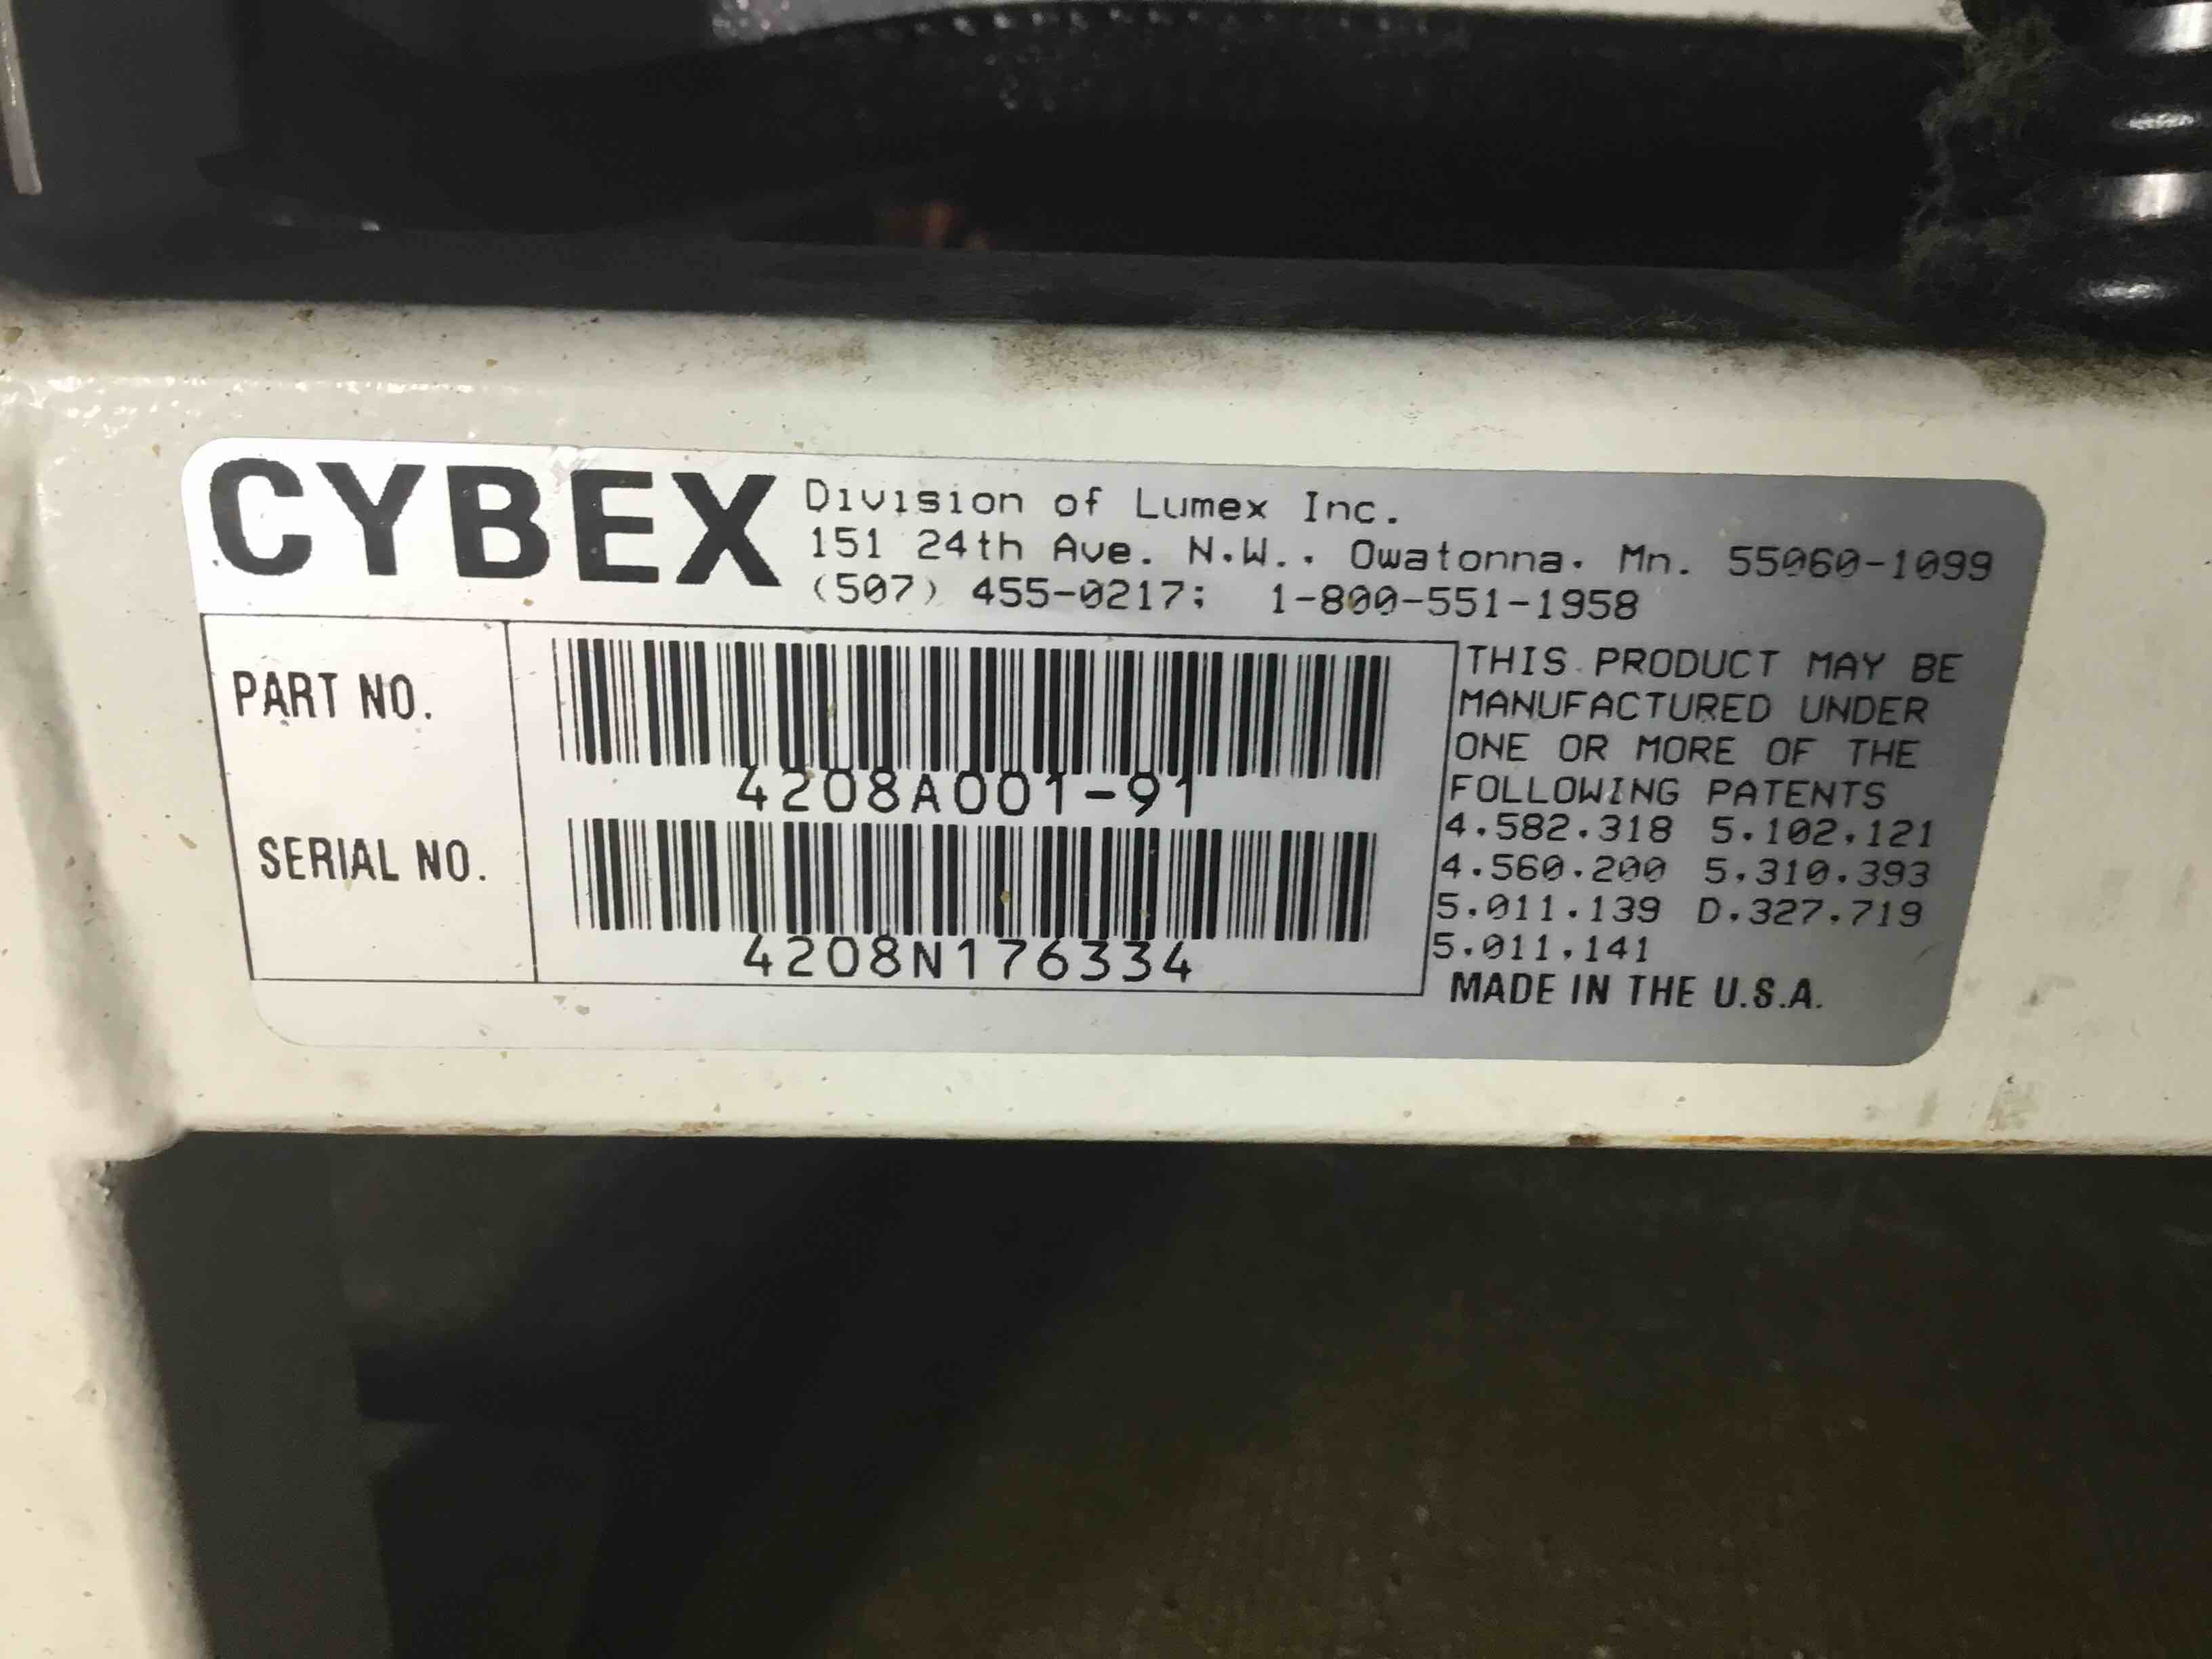 CYBEX
Division of Lumex Inc.
151 24th Ave. N.W., Owatonna, Mn. 55060-1099
(507) 455-0217; 1-800-551-1958
PART NO.
4208A001-91
SERIAL NO.
4208N176334
THIS PRODUCT MAY BE
MANUFACTURED UNDER
ONE OR MORE OF THE
FOLLOWING PATENTS
4,582,318 5,102,121
4,560,200 5,310,393
5,011,139 D,327,719
5,011,141
MADE IN THE U.S.A.